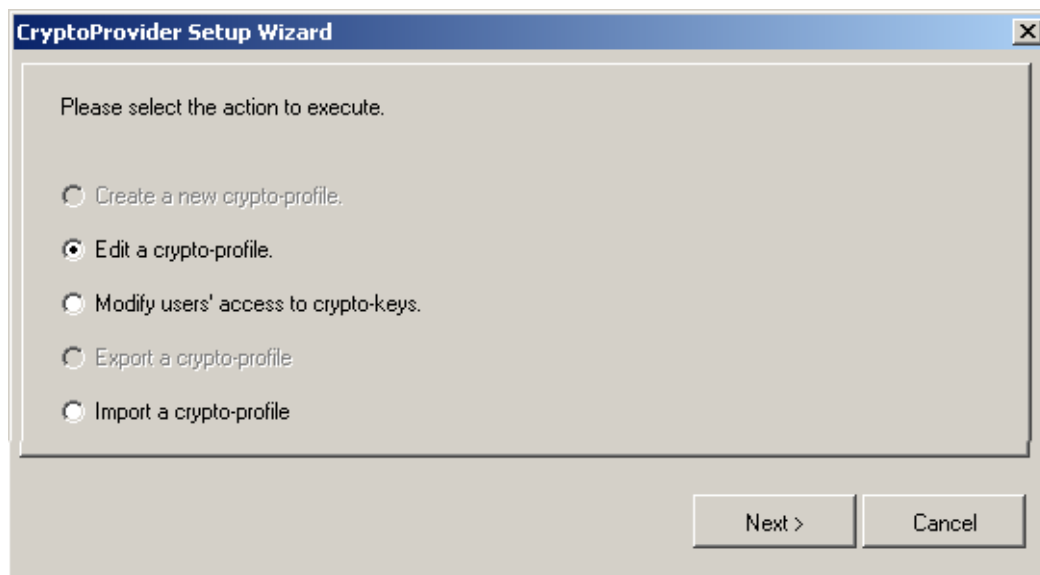 CryptoProvider Setup Wizard
Please select the action to execute.
Create a new crypto-profile.
Edit a crypto-profile.
Modify users' access to crypto-keys.
Export a crypto-profile
Import a crypto-profile
Next > Cancel